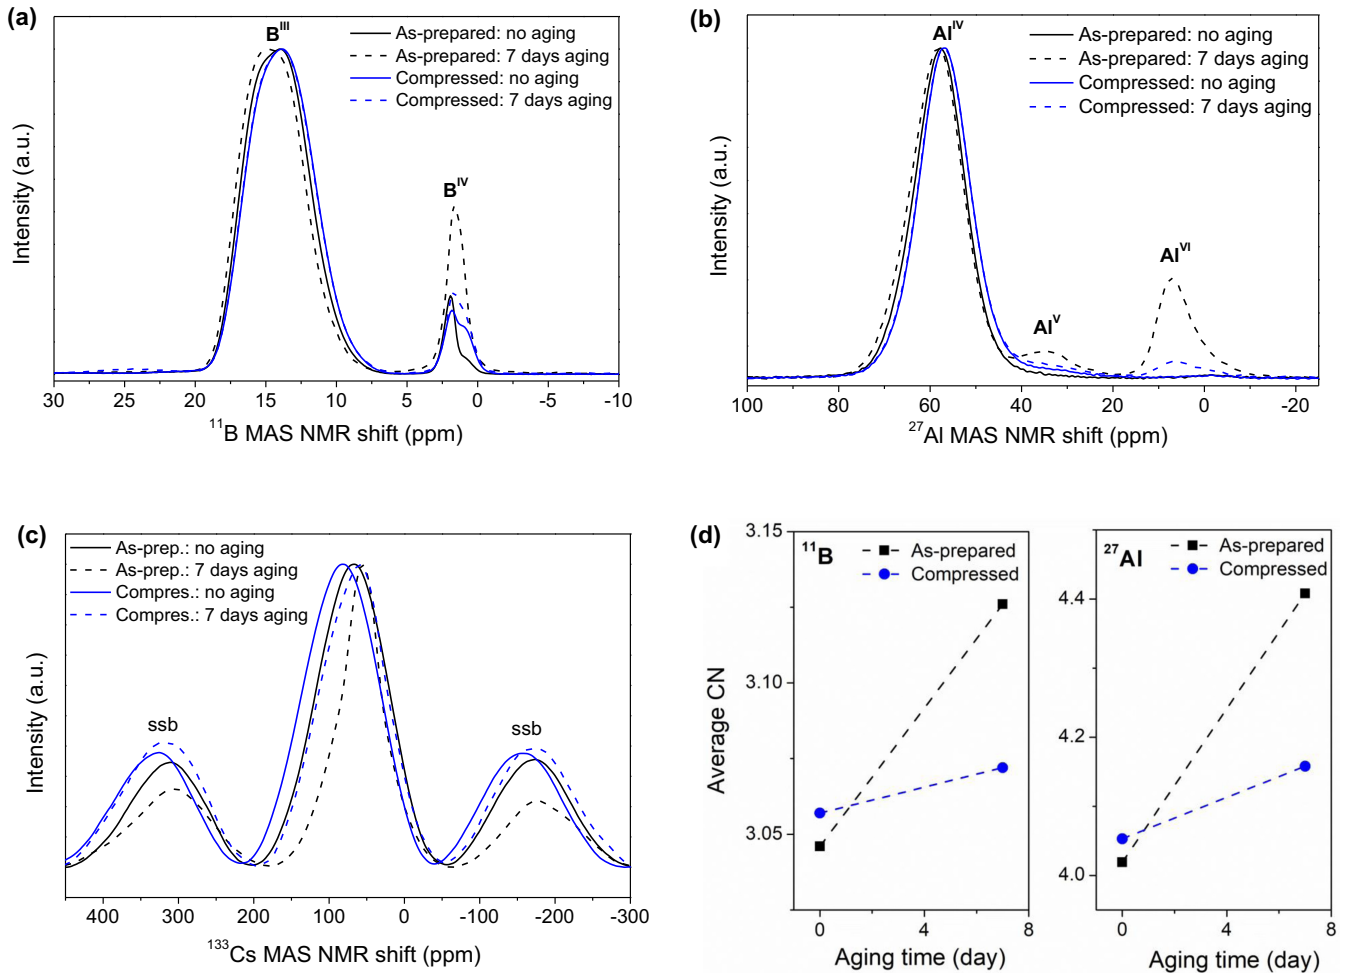 (a)
B^III
As-prepared: no aging
As-prepared: 7 days aging
Compressed: no aging
Compressed: 7 days aging
B^IV
Intensity (a.u.)
30 25 20 15 10 5 0 -5 -10
^11B MAS NMR shift (ppm)
(b)
Al^IV
As-prepared: no aging
As-prepared: 7 days aging
Compressed: no aging
Compressed: 7 days aging
Al^V
Al^VI
Intensity (a.u.)
100 80 60 40 20 0 -20
^27Al MAS NMR shift (ppm)
(c)
As-prep.: no aging
As-prep.: 7 days aging
Compres.: no aging
Compres.: 7 days aging
ssb
ssb
Intensity (a.u.)
400 300 200 100 0 -100 -200 -300
^133Cs MAS NMR shift (ppm)
(d)
^11B
As-prepared
Compressed
Average CN
3.15
3.10
3.05
0 4 8
Aging time (day)
^27Al
As-prepared
Compressed
4.4
4.2
4.0
0 4 8
Aging time (day)